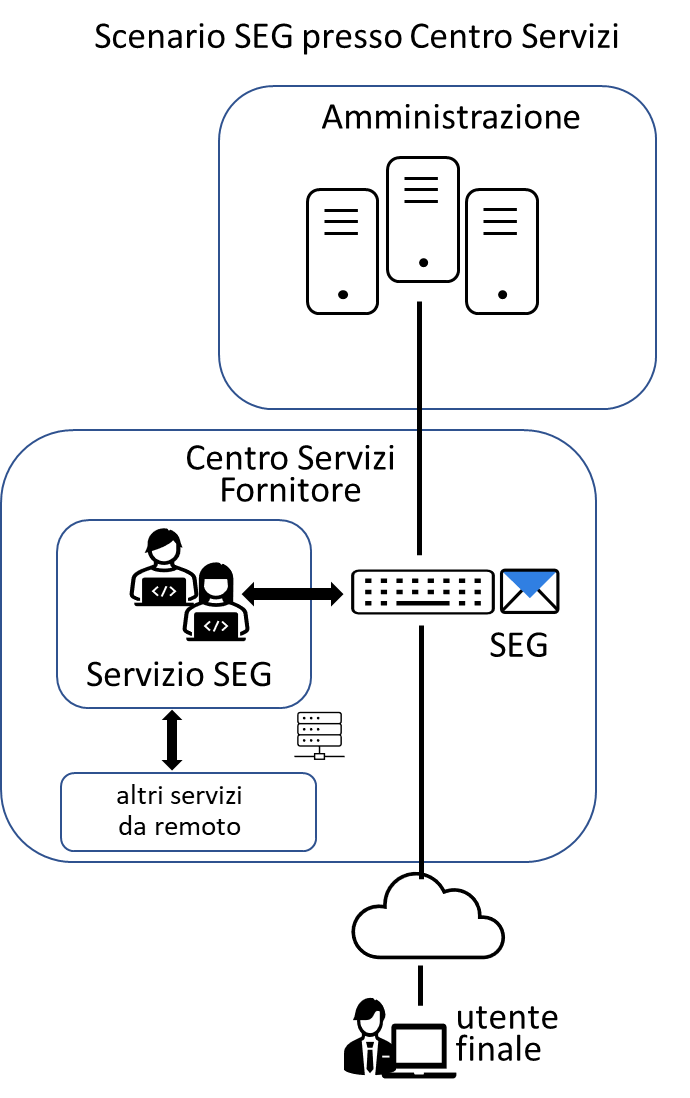 Scenario SEG presso Centro Servizi
Amministrazione
Centro Servizi
Fornitore
</>
</>
Servizio SEG
SEG
altri servizi
da remoto
utente
finale